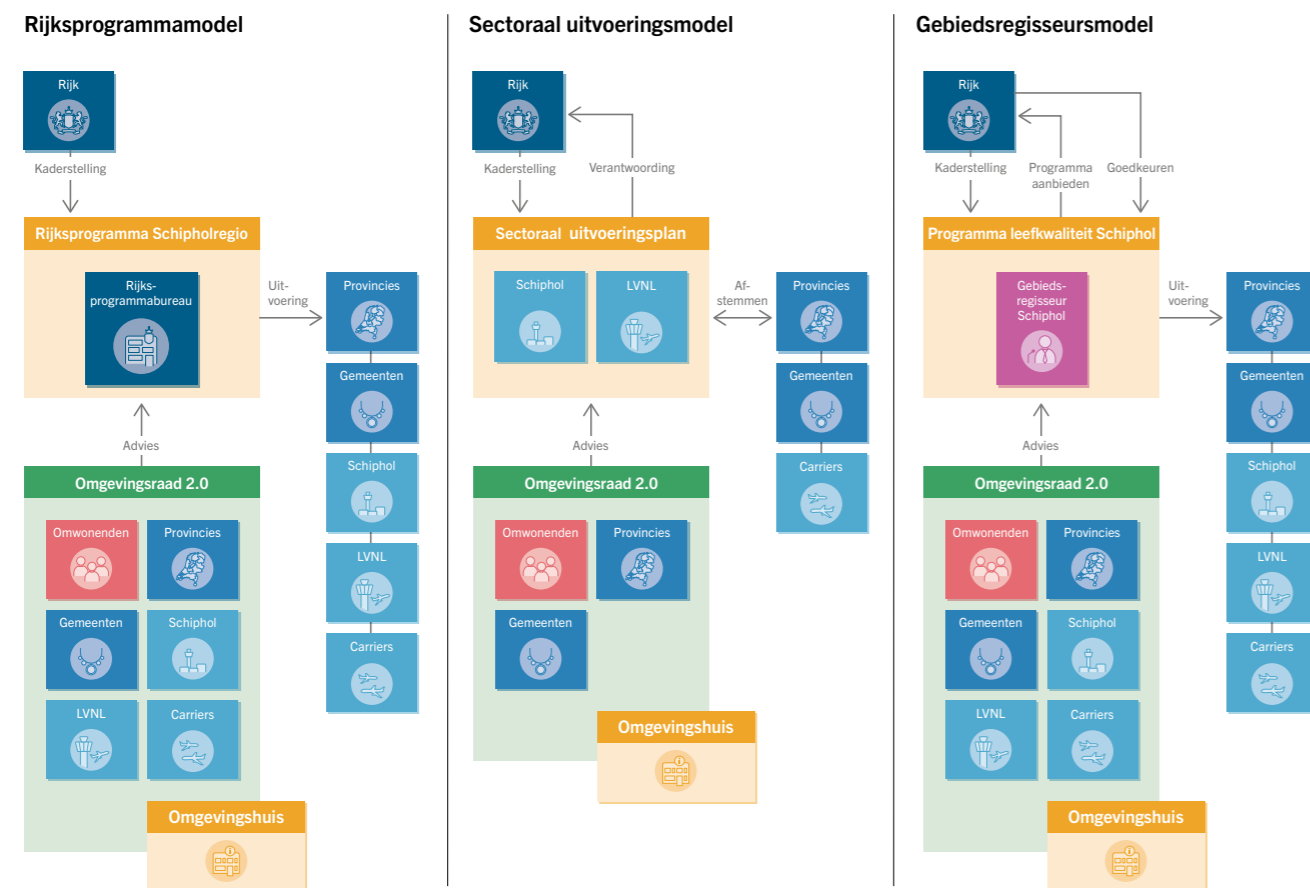 Rijksprogrammamodel
Rijk
Kaderstelling
Rijksprogramma Schipholregio
Rijks-
programmabureau
Uit-
voering
Provincies
Gemeenten
Schiphol
LVNL
Carriers
Advies
Omgevingsraad 2.0
Omwonenden
Provincies
Gemeenten
Schiphol
LVNL
Carriers
Omgevingshuis
Sectoraal uitvoeringsmodel
Rijk
Kaderstelling
Verantwoording
Sectoraal uitvoeringsplan
Schiphol
LVNL
Af-
stemmen
Provincies
Gemeenten
Carriers
Advies
Omgevingsraad 2.0
Omwonenden
Provincies
Gemeenten
Omgevingshuis
Gebiedsregisseursmodel
Rijk
Kaderstelling
Programma
aanbieden
Goedkeuren
Programma leefkwaliteit Schiphol
Gebieds-
regisseur
Schiphol
Uit-
voering
Provincies
Gemeenten
Schiphol
LVNL
Carriers
Advies
Omgevingsraad 2.0
Omwonenden
Provincies
Gemeenten
Schiphol
LVNL
Carriers
Omgevingshuis